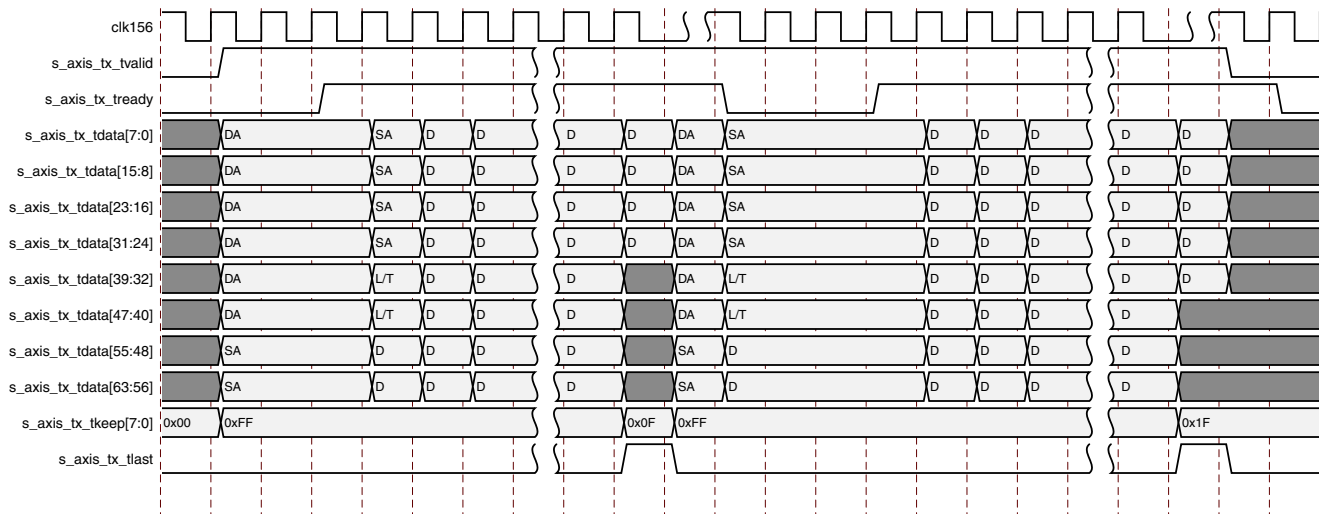 clk156
s_axis_tx_tvalid
s_axis_tx_tready
s_axis_tx_tdata[7:0] DA SA D D D D DA SA D D D D D
s_axis_tx_tdata[15:8] DA SA D D D D DA SA D D D D D
s_axis_tx_tdata[23:16] DA SA D D D D DA SA D D D D D
s_axis_tx_tdata[31:24] DA SA D D D D DA SA D D D D D
s_axis_tx_tdata[39:32] DA L/T D D D DA L/T D D D D D
s_axis_tx_tdata[47:40] DA L/T D D D DA L/T D D D D
s_axis_tx_tdata[55:48] SA D D D D SA D D D D D
s_axis_tx_tdata[63:56] SA D D D D SA D D D D D
s_axis_tx_tkeep[7:0] 0x00 0xFF 0x0F 0xFF 0x1F
s_axis_tx_tlast